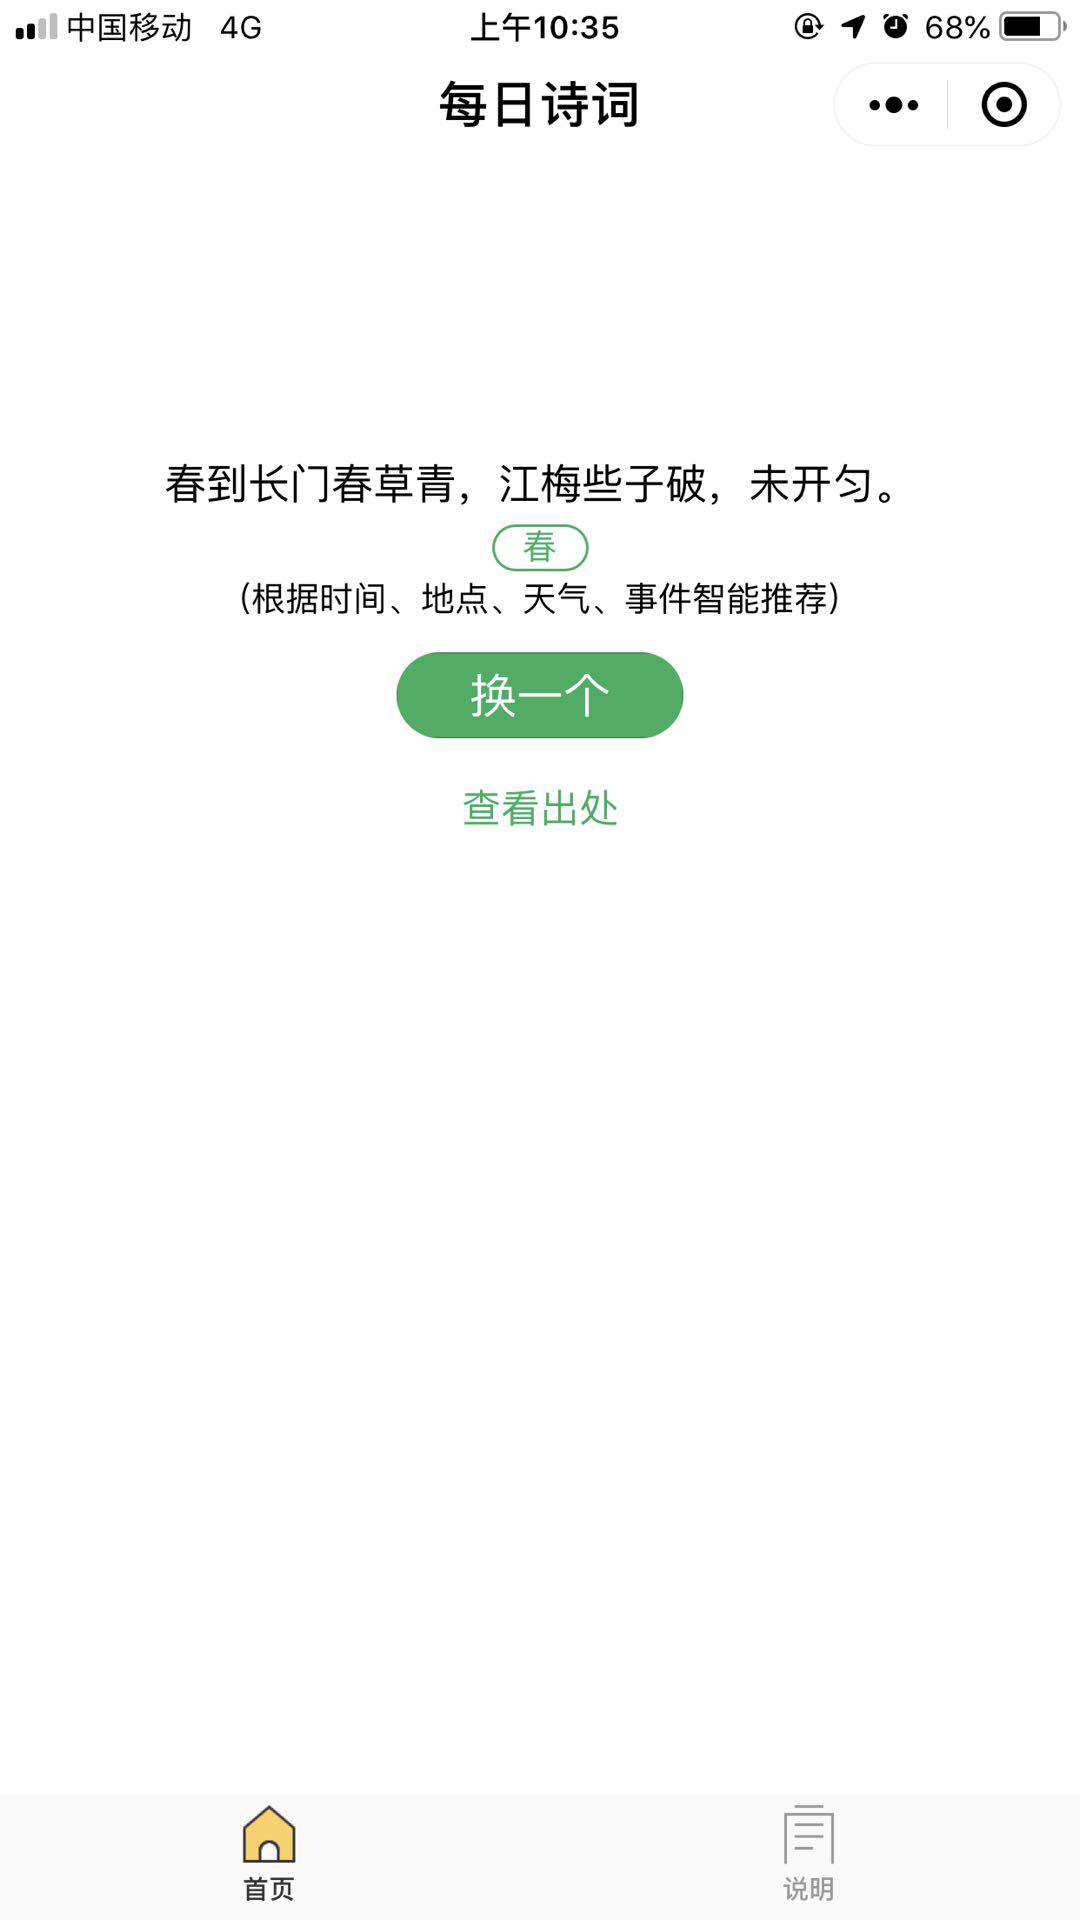 中国移动 4G 上午10:35 68%
每日诗词
春到长门春草青，江梅些子破，未开匀。
春
（根据时间、地点、天气、事件智能推荐）
换一个
查看出处
首页 说明